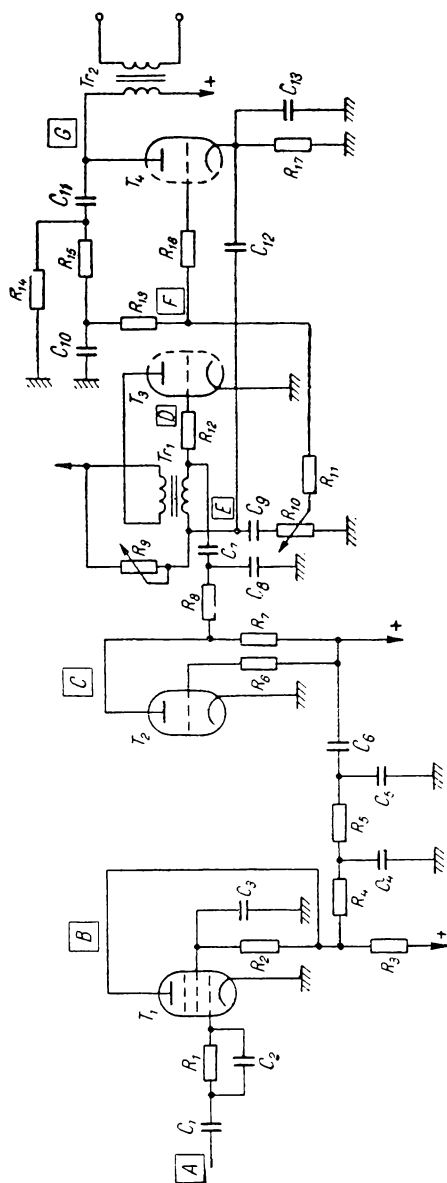 A
C1
R1
C2
T1
B
C3
R2
R3
+
R4
C4
R5
C5
C6
T2
C
R6
R7
+
R8
C8
C7
R9
Tr1
E
C9
R10
R11
D
R12
T3
F
R13
C10
R14
R15
C11
R16
T4
G
Tr2
+
C12
R17
C13